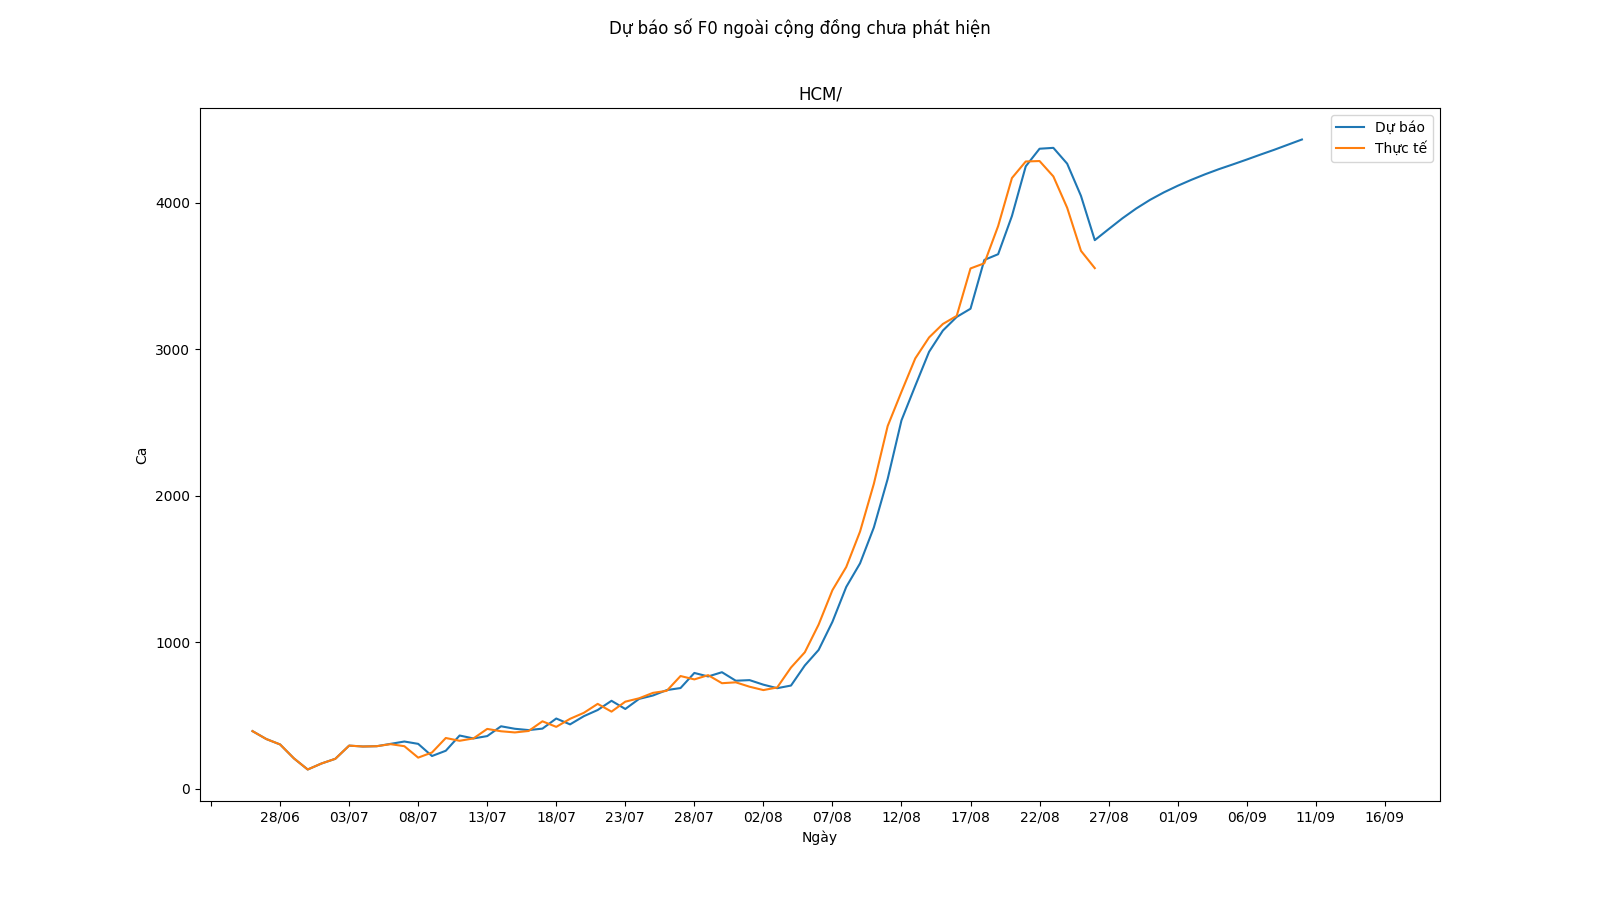 Dự báo số F0 ngoài cộng đồng chưa phát hiện
HCM/
Dự báo
Thực tế
4000
3000
2000
1000
0
Ca
28/06 03/07 08/07 13/07 18/07 23/07 28/07 02/08 07/08 12/08 17/08 22/08 27/08 01/09 06/09 11/09 16/09
Ngày